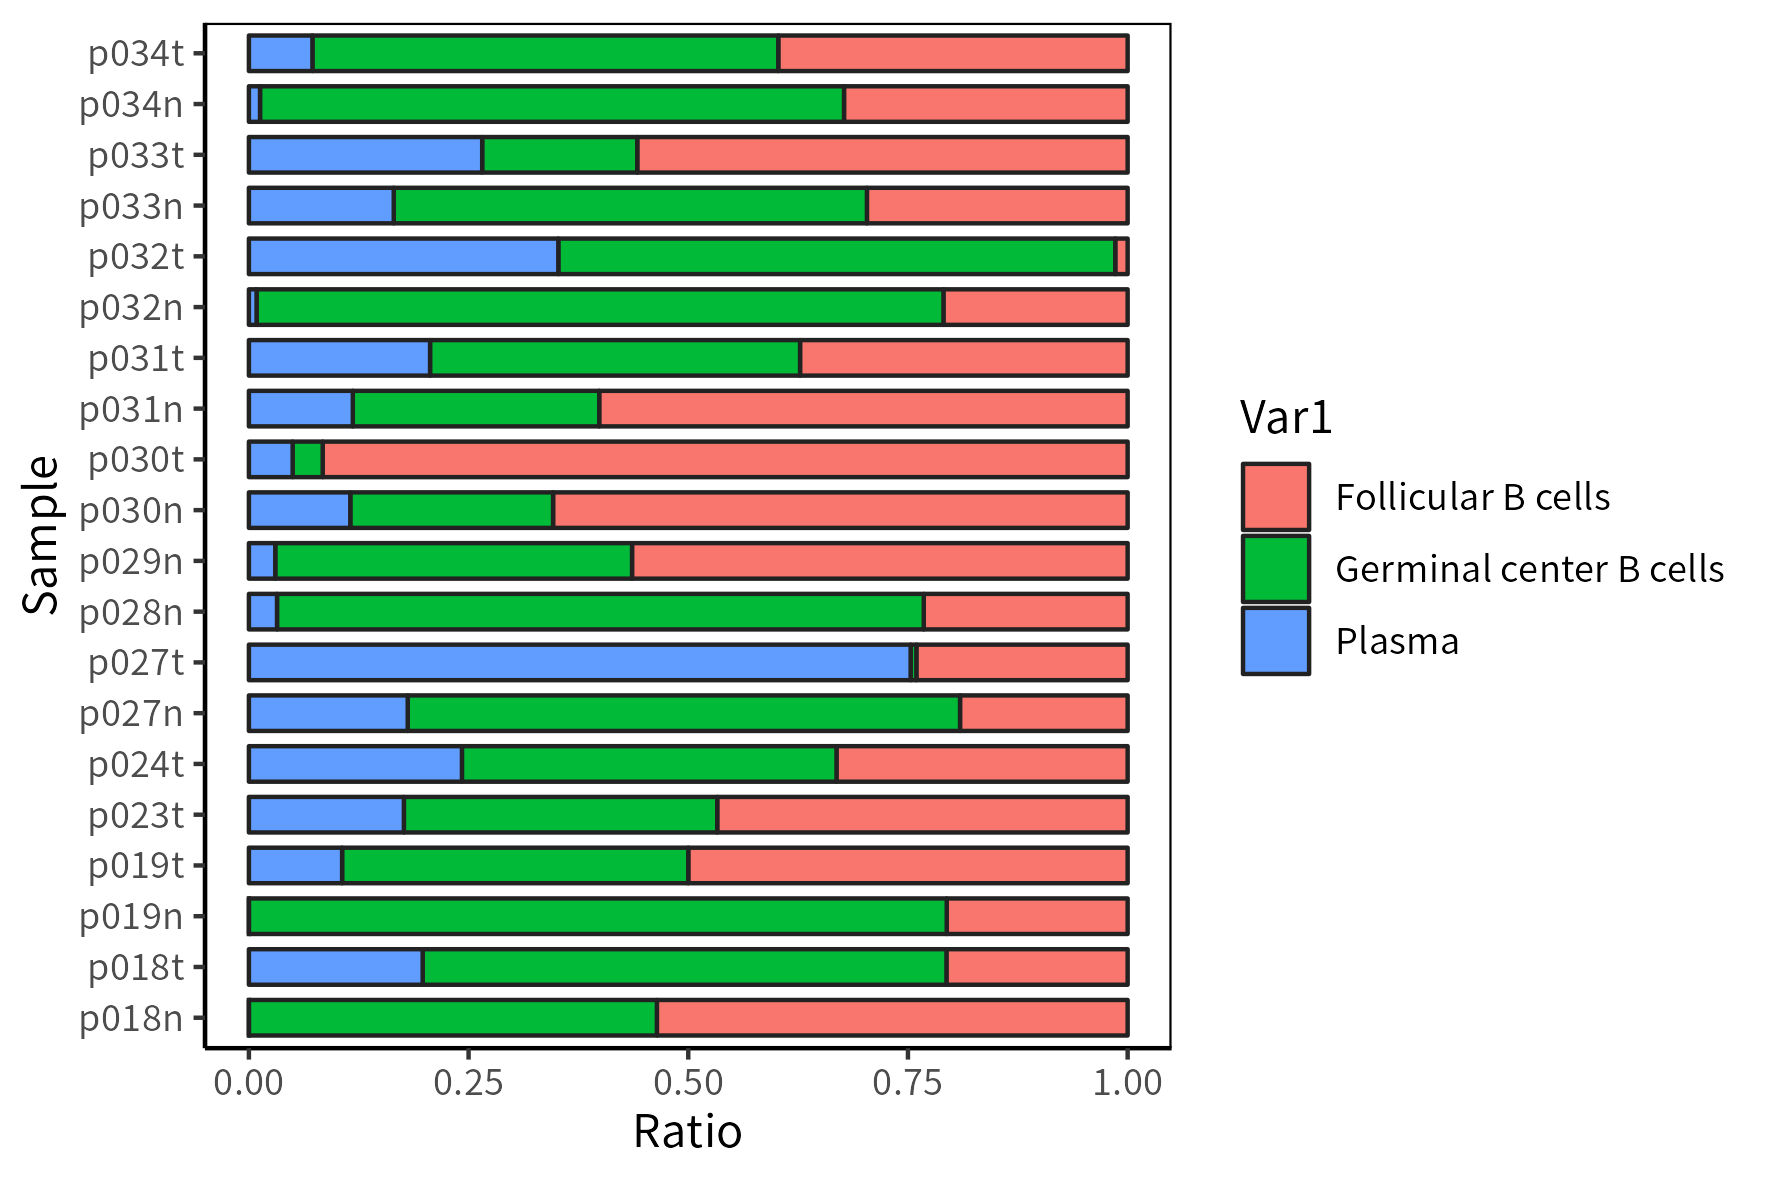 p034t
p034n
p033t
p033n
p032t
p032n
p031t
p031n
p030t
p030n
p029n
p028n
p027t
p027n
p024t
p023t
p019t
p019n
p018t
p018n
Sample
0.00 0.25 0.50 0.75 1.00
Ratio
Var1
Follicular B cells
Germinal center B cells
Plasma